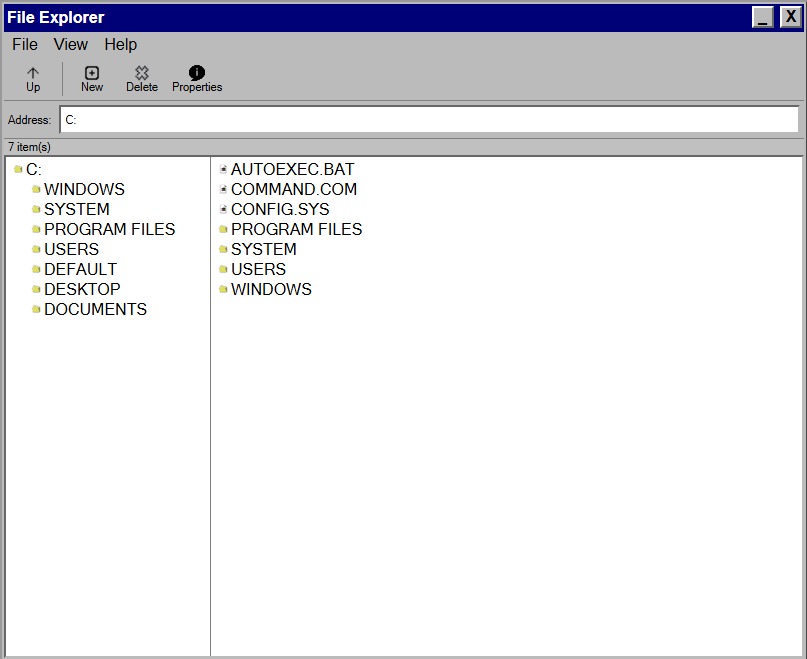 File Explorer _ X
File View Help
Up New Delete Properties
Address: C:
7 item(s)
C:
WINDOWS
SYSTEM
PROGRAM FILES
USERS
DEFAULT
DESKTOP
DOCUMENTS
AUTOEXEC.BAT
COMMAND.COM
CONFIG.SYS
PROGRAM FILES
SYSTEM
USERS
WINDOWS